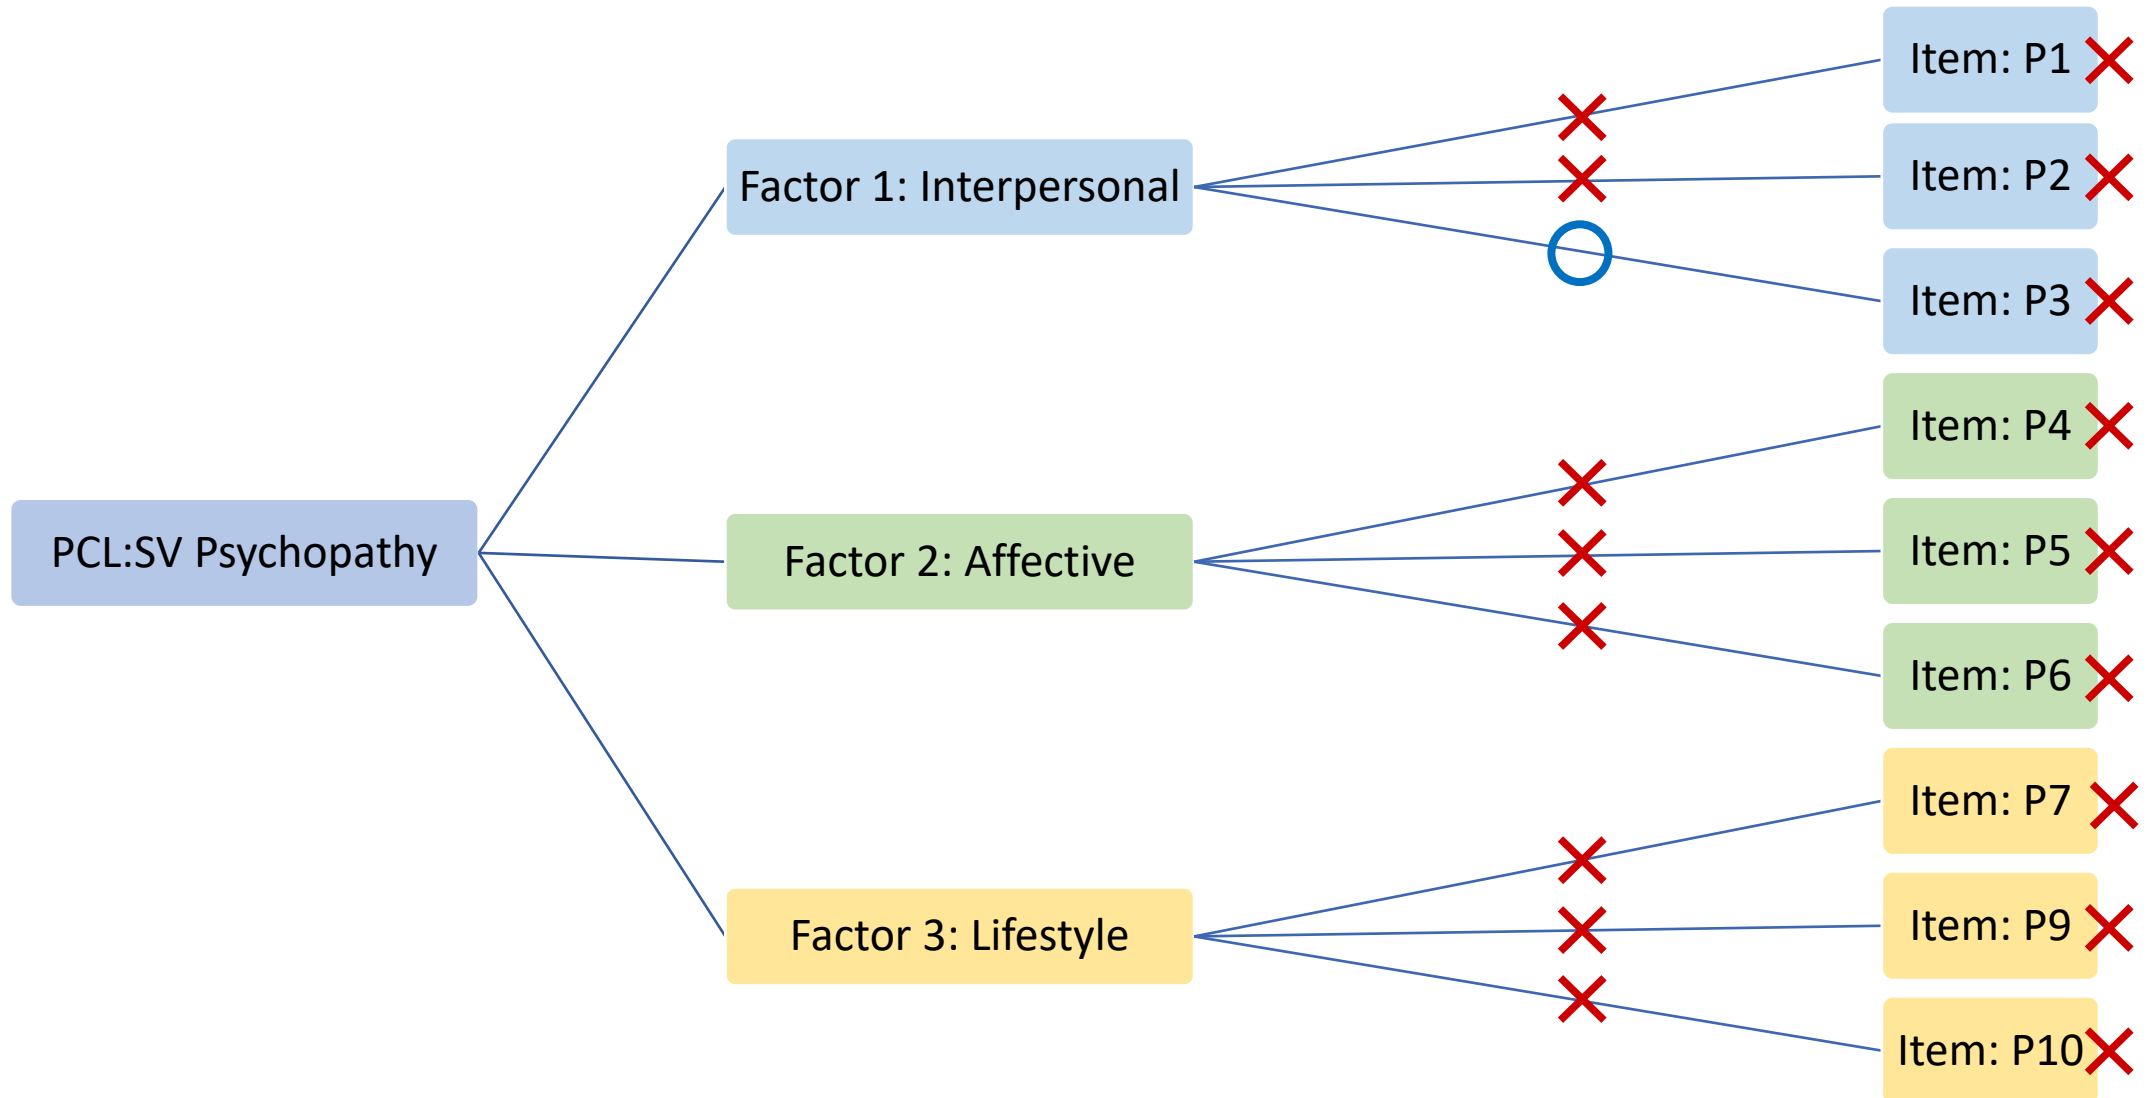 PCL:SV Psychopathy
Factor 1: Interpersonal
Factor 2: Affective
Factor 3: Lifestyle
Item: P1
Item: P2
Item: P3
Item: P4
Item: P5
Item: P6
Item: P7
Item: P9
Item: P10